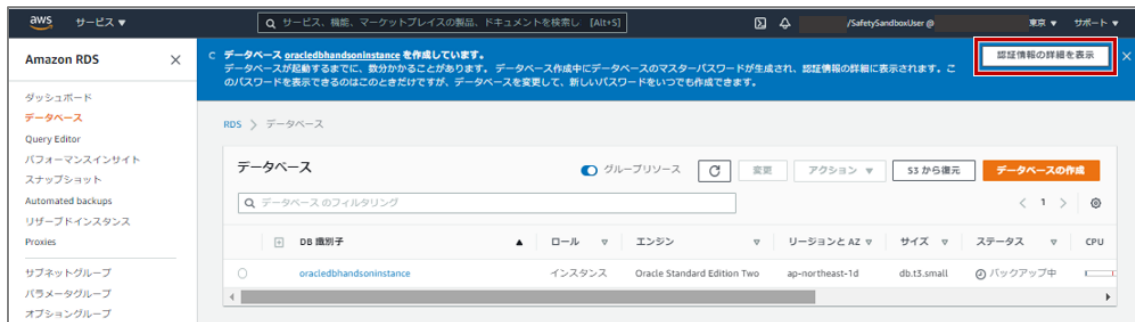 aws サービス ▼ サービス、機能、マーケットプレイスの製品、ドキュメントを検索し [Alt+S] /SafetySandboxUser @ 東京 ▼ サポート ▼
Amazon RDS ×
データベース oracledbhandsoninstance を作成しています。
データベースが起動するまでに、数分かかることがあります。 データベース作成中にデータベースのマスターパスワードが生成され、認証情報の詳細に表示されます。こ
のパスワードを表示できるのはこのときだけですが、データベースを変更して、新しいパスワードをいつでも作成できます。
認証情報の詳細を表示 ×
ダッシュボード
データベース
Query Editor
パフォーマンスインサイト
スナップショット
Automated backups
リザーブドインスタンス
Proxies
サブネットグループ
パラメータグループ
オプショングループ
RDS > データベース
データベース グループリソース 変更 アクション ▼ S3 から復元 データベースの作成
データベース のフィルタリング < 1 >
DB 識別子 ▲ ロール ▽ エンジン ▽ リージョンと AZ ▽ サイズ ▽ ステータス ▽ CPU
oracledbhandsoninstance インスタンス Oracle Standard Edition Two ap-northeast-1d db.t3.small バックアップ中